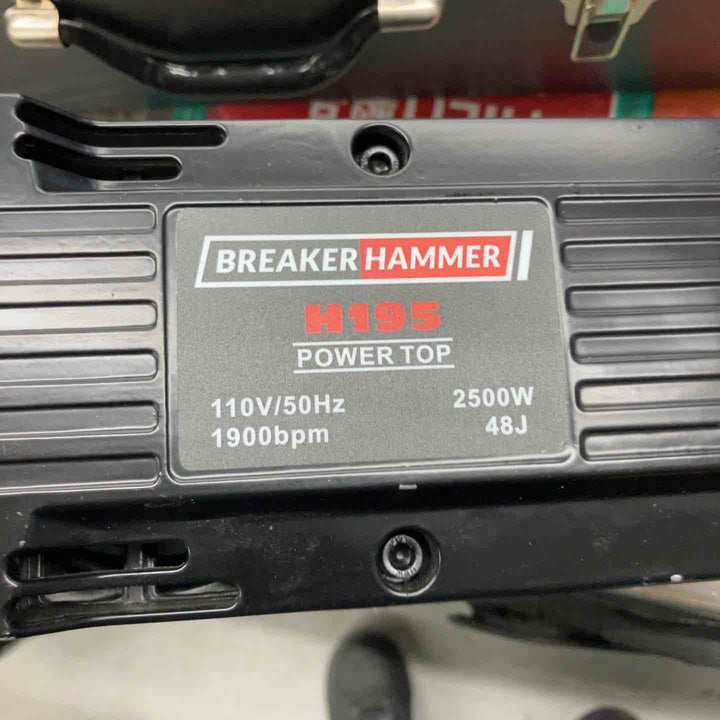 BREAKER HAMMER
H195
POWER TOP
110V/50Hz 2500W
1900bpm 48J